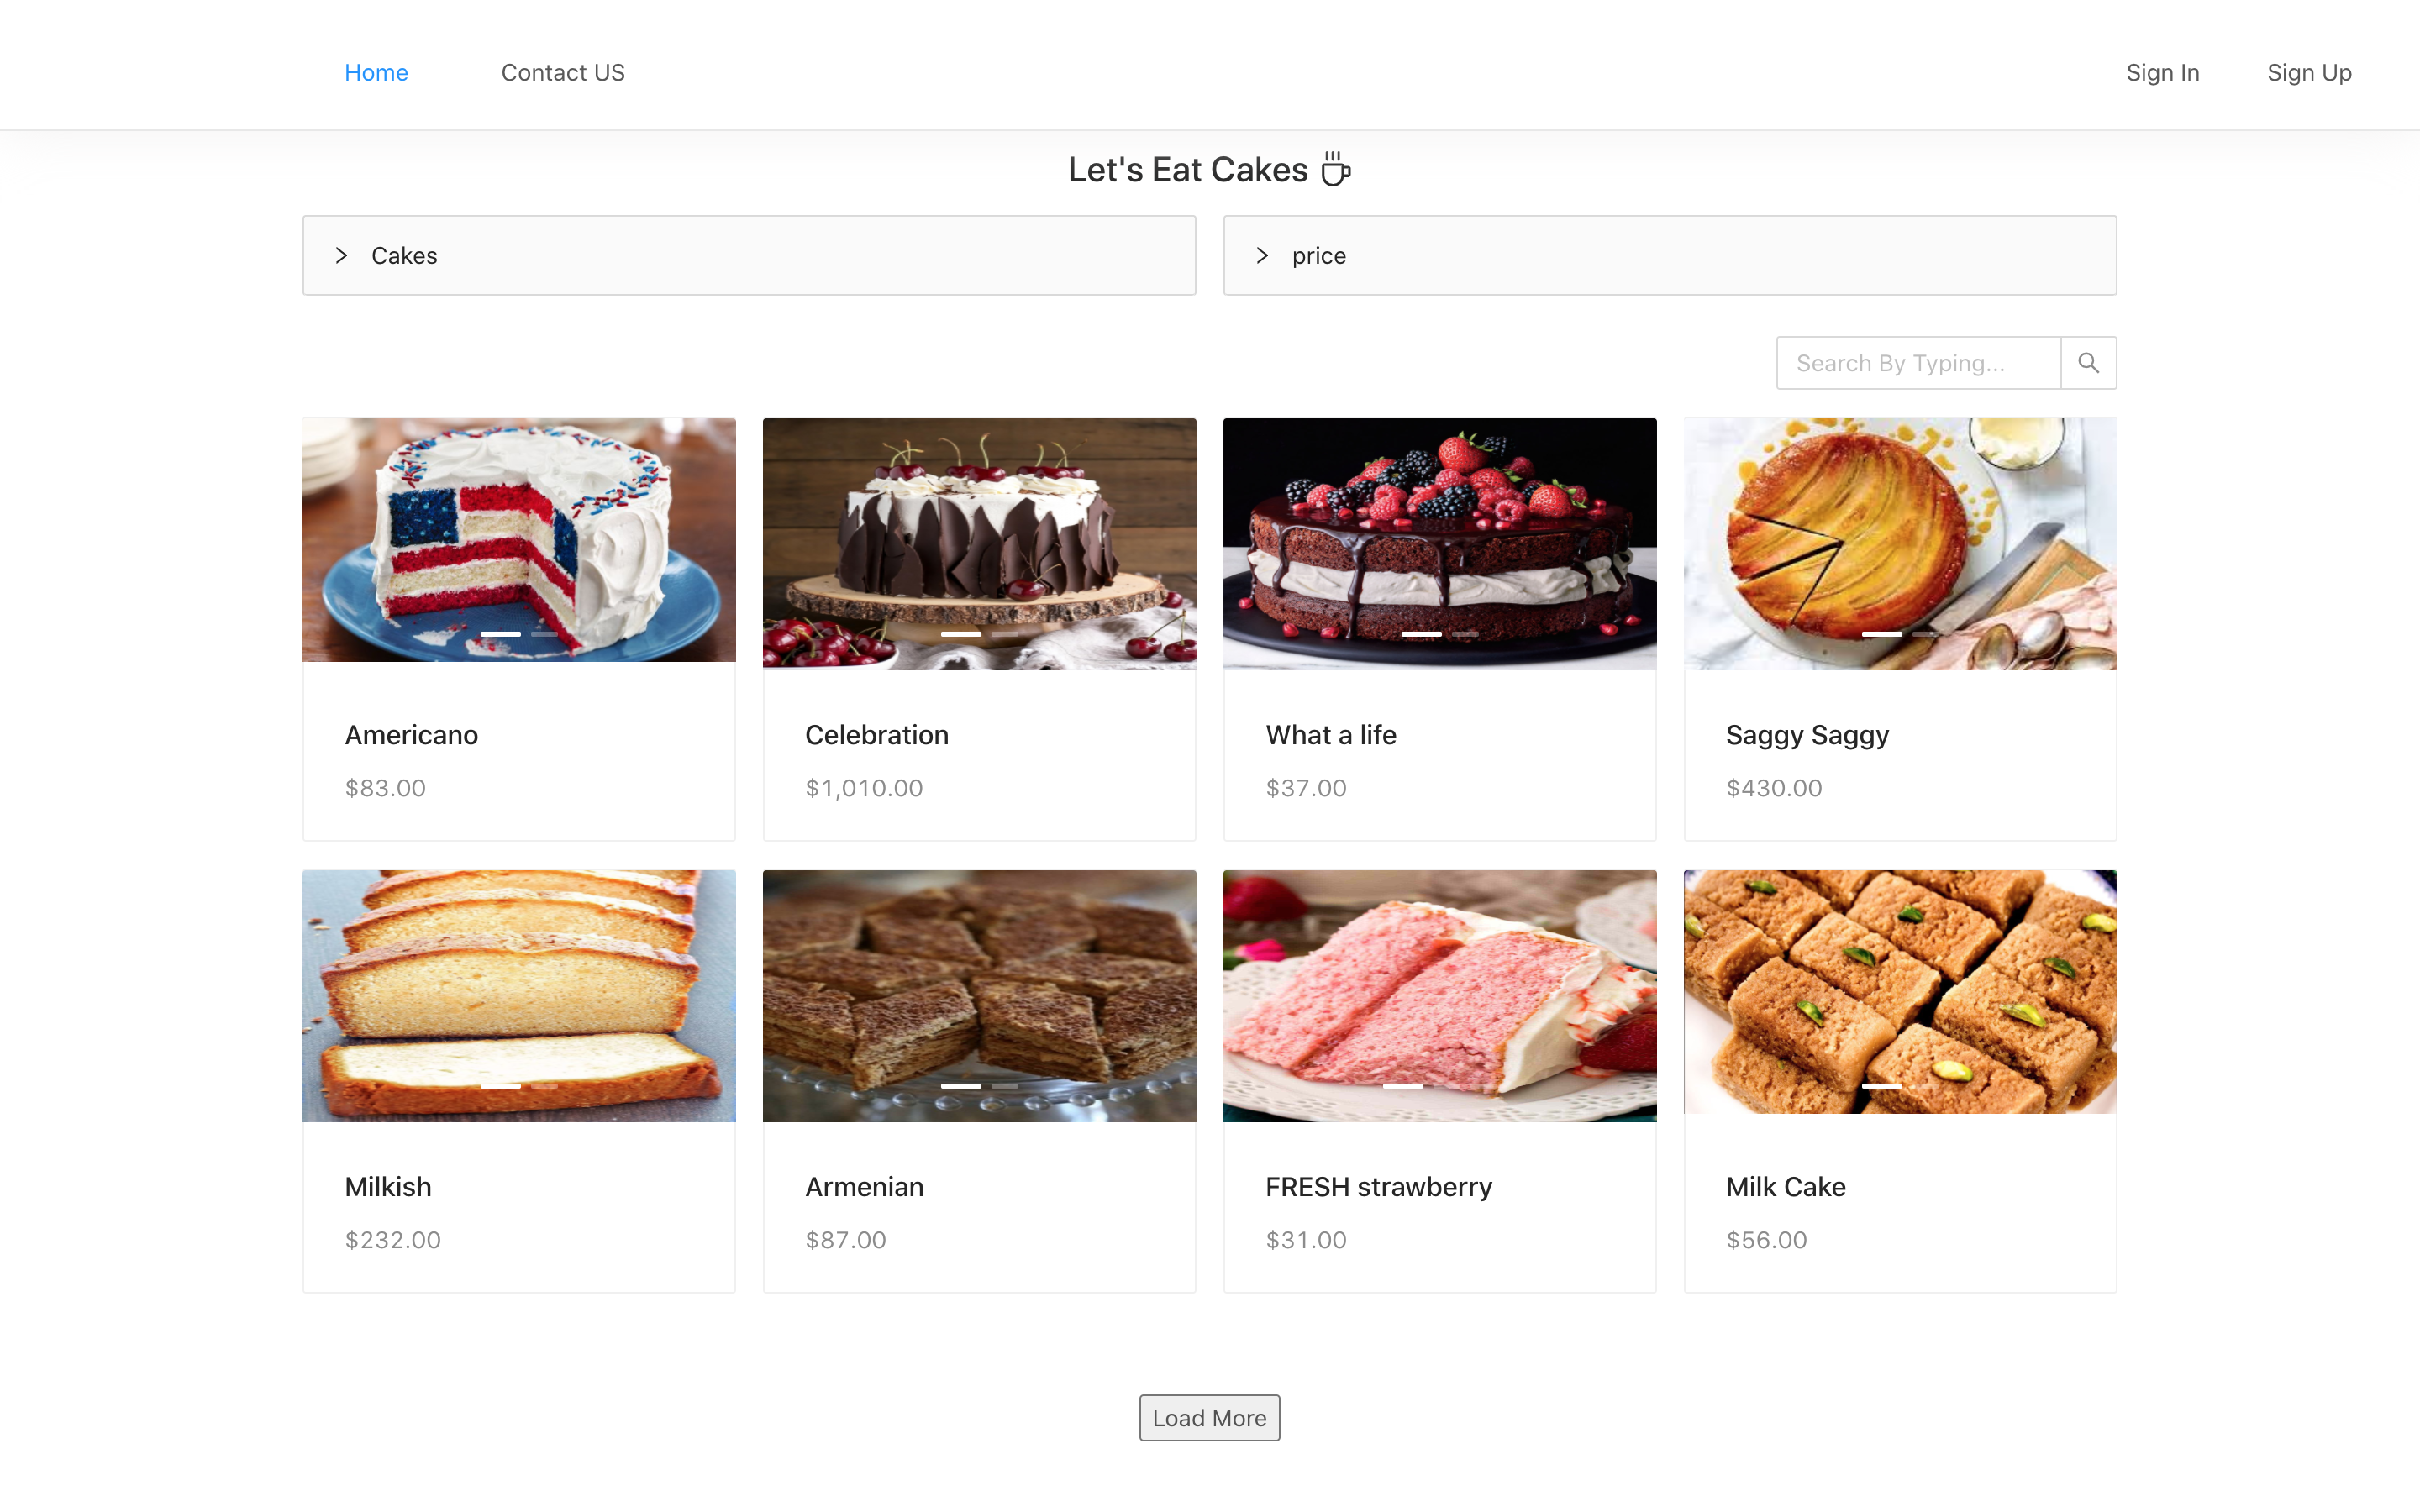 Home Contact US Sign In Sign Up
Let's Eat Cakes
Cakes price
Search By Typing...
Americano Celebration What a life Saggy Saggy
$83.00 $1,010.00 $37.00 $430.00
Milkish Armenian FRESH strawberry Milk Cake
$232.00 $87.00 $31.00 $56.00
Load More